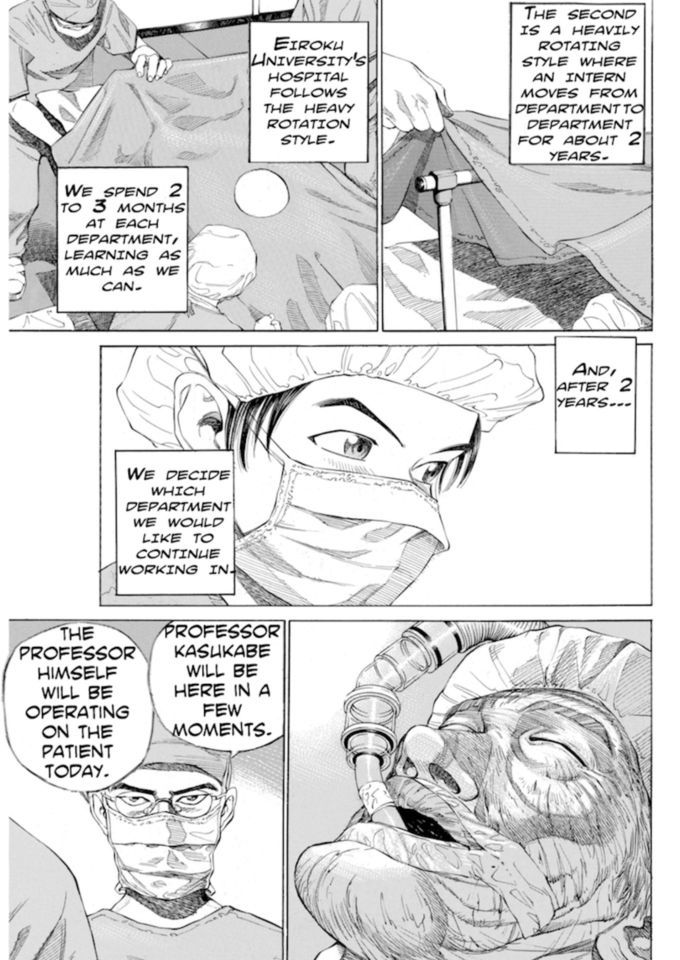 THE SECOND
IS A HEAVILY
ROTATING
STYLE WHERE
AN INTERN
MOVES FROM
DEPARTMENT TO
DEPARTMENT
FOR ABOUT 2
YEARS.
EIROKU
UNIVERSITY'S
HOSPITAL
FOLLOWS
THE HEAVY
ROTATION
STYLE.
WE SPEND 2
TO 3 MONTHS
AT EACH
DEPARTMENT,
LEARNING AS
MUCH AS WE
CAN.
AND,
AFTER 2
YEARS...
WE DECIDE
WHICH
DEPARTMENT
WE WOULD
LIKE TO
CONTINUE
WORKING IN.
PROFESSOR
KASUKABE
WILL BE
HERE IN A
FEW
MOMENTS.
THE
PROFESSOR
HIMSELF
WILL BE
OPERATING
ON THE
PATIENT
TODAY.